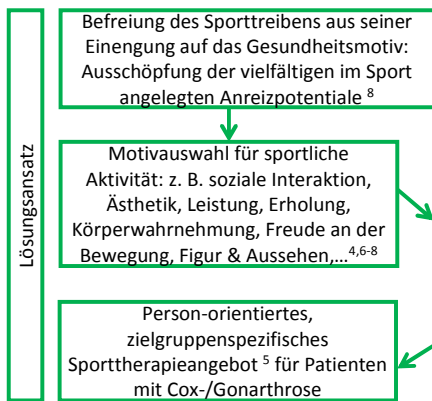 Lösungsansatz
Befreiung des Sporttreibens aus seiner
Einengung auf das Gesundheitsmotiv:
Ausschöpfung der vielfältigen im Sport
angelegten Anreizpotentiale ⁸
Motivauswahl für sportliche
Aktivität: z. B. soziale Interaktion,
Ästhetik, Leistung, Erholung,
Körperwahrnehmung, Freude an der
Bewegung, Figur & Aussehen,…⁴,⁶⁻⁸
Person-orientiertes,
zielgruppenspezifisches
Sporttherapieangebot ⁵ für Patienten
mit Cox-/Gonarthrose